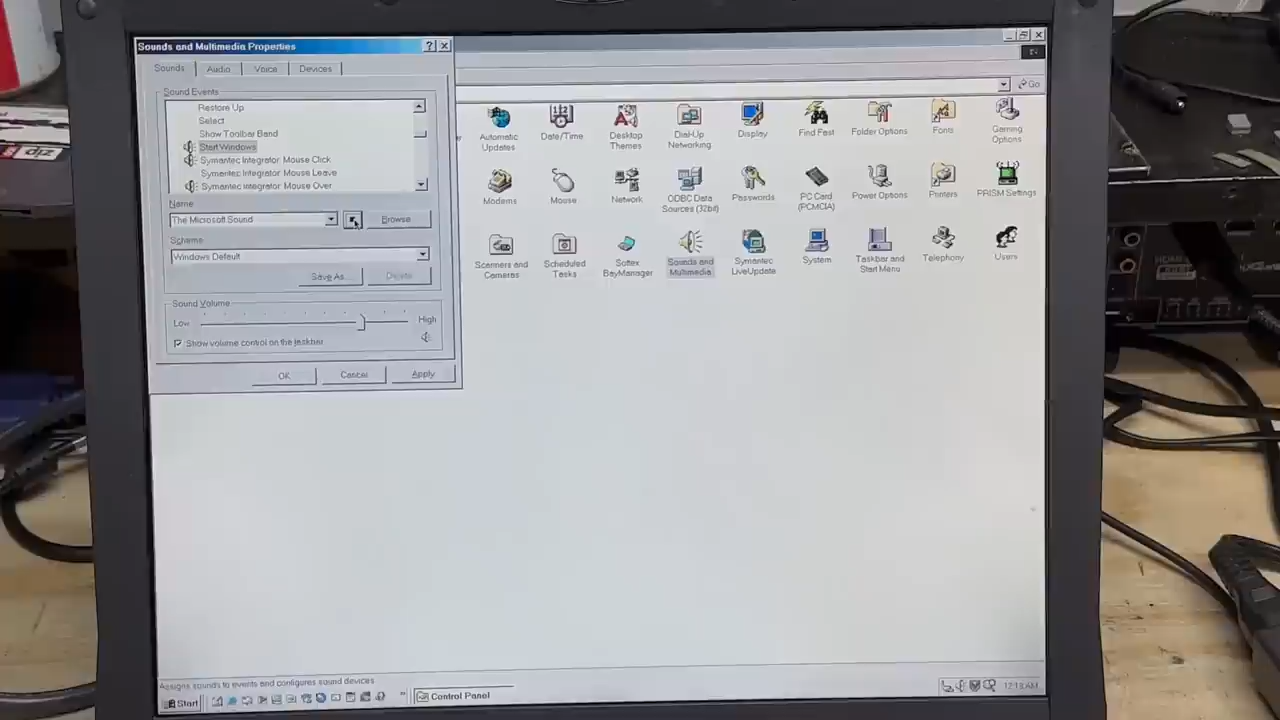 Sounds and Multimedia Properties
Sounds Audio Voice Devices
Sound Events
Restore Up
Select
Show Toolbar Band
Start Windows
Symantec Integrator Mouse Click
Symantec Integrator Mouse Leave
Symantec Integrator Mouse Over
Name
The Microsoft Sound
Browse
Scheme
Windows Default
Save As...
Delete
Sound Volume
Low
High
Show volume control on the taskbar
OK Cancel Apply
Go
Automatic
Updates
Date/Time
Desktop
Themes
Dial-Up
Networking
Display
Find Fast
Folder Options
Fonts
Gaming
Options
Modems
Mouse
Network
ODBC Data
Sources (32bit)
Passwords
PC Card
(PCMCIA)
Power Options
Printers
PRISM Settings
Scanners and
Cameras
Scheduled
Tasks
Softex
BayManager
Sounds and
Multimedia
Symantec
LiveUpdate
System
Taskbar and
Start Menu
Telephony
Users
Assigns sounds to events and configures sound devices
Start
Control Panel
12:18 AM